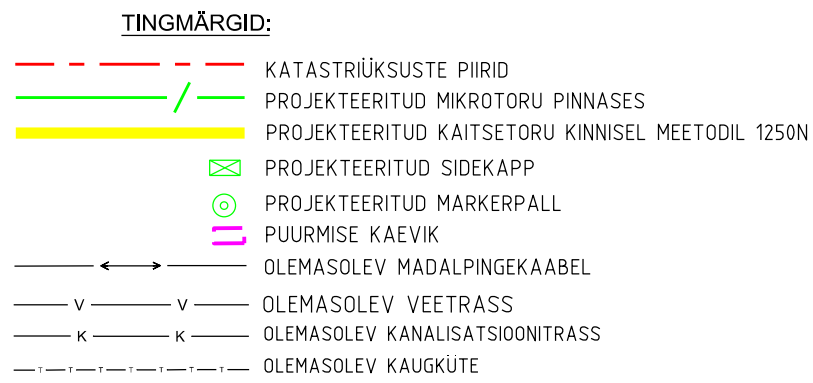 TINGMÄRGID:
KATASTRIÜKSUSTE PIIRID
PROJEKTEERITUD MIKROTORU PINNASES
PROJEKTEERITUD KAITSETORU KINNISEL MEETODIL 1250N
PROJEKTEERITUD SIDEKAPP
PROJEKTEERITUD MARKERPALL
PUURMISE KAEVIK
OLEMASOLEV MADALPINGEKAABEL
V V OLEMASOLEV VEETRASS
K K OLEMASOLEV KANALISATSIOONITRASS
T T T T T T T OLEMASOLEV KAUGKÜTE